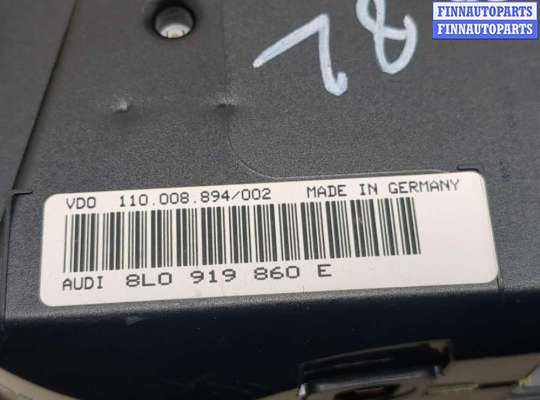 FINNAUTOPARTS
FINNAUTOPARTS
VDO 110.008.894/002 MADE IN GERMANY
AUDI 8L0 919 860 E